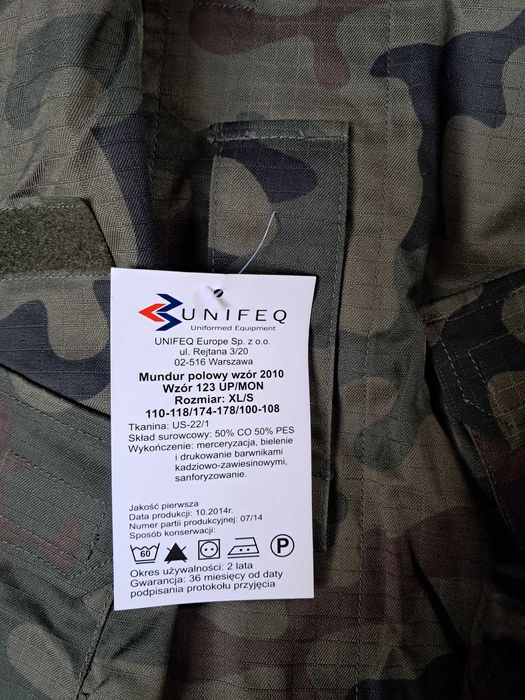 UNIFEQ
Uniformed Equipment
UNIFEQ Europe Sp. z o.o.
ul. Rejtana 3/20
02-516 Warszawa
Mundur polowy wzór 2010
Wzór 123 UP/MON
Rozmiar: XL/S
110-118/174-178/100-108
Tkanina: US-22/1
Skład surowcowy: 50% CO 50% PES
Wykończenie: merceryzacja, bielenie
i drukowanie barwnikami
kadziowo-zawiesinowymi,
sanforyzowanie.
Jakość pierwsza
Data produkcji: 10.2014r.
Numer partii produkcyjnej: 07/14
Sposób konserwacji:
60
P
Okres używalności: 2 lata
Gwarancja: 36 miesięcy od daty
podpisania protokołu przyjęcia